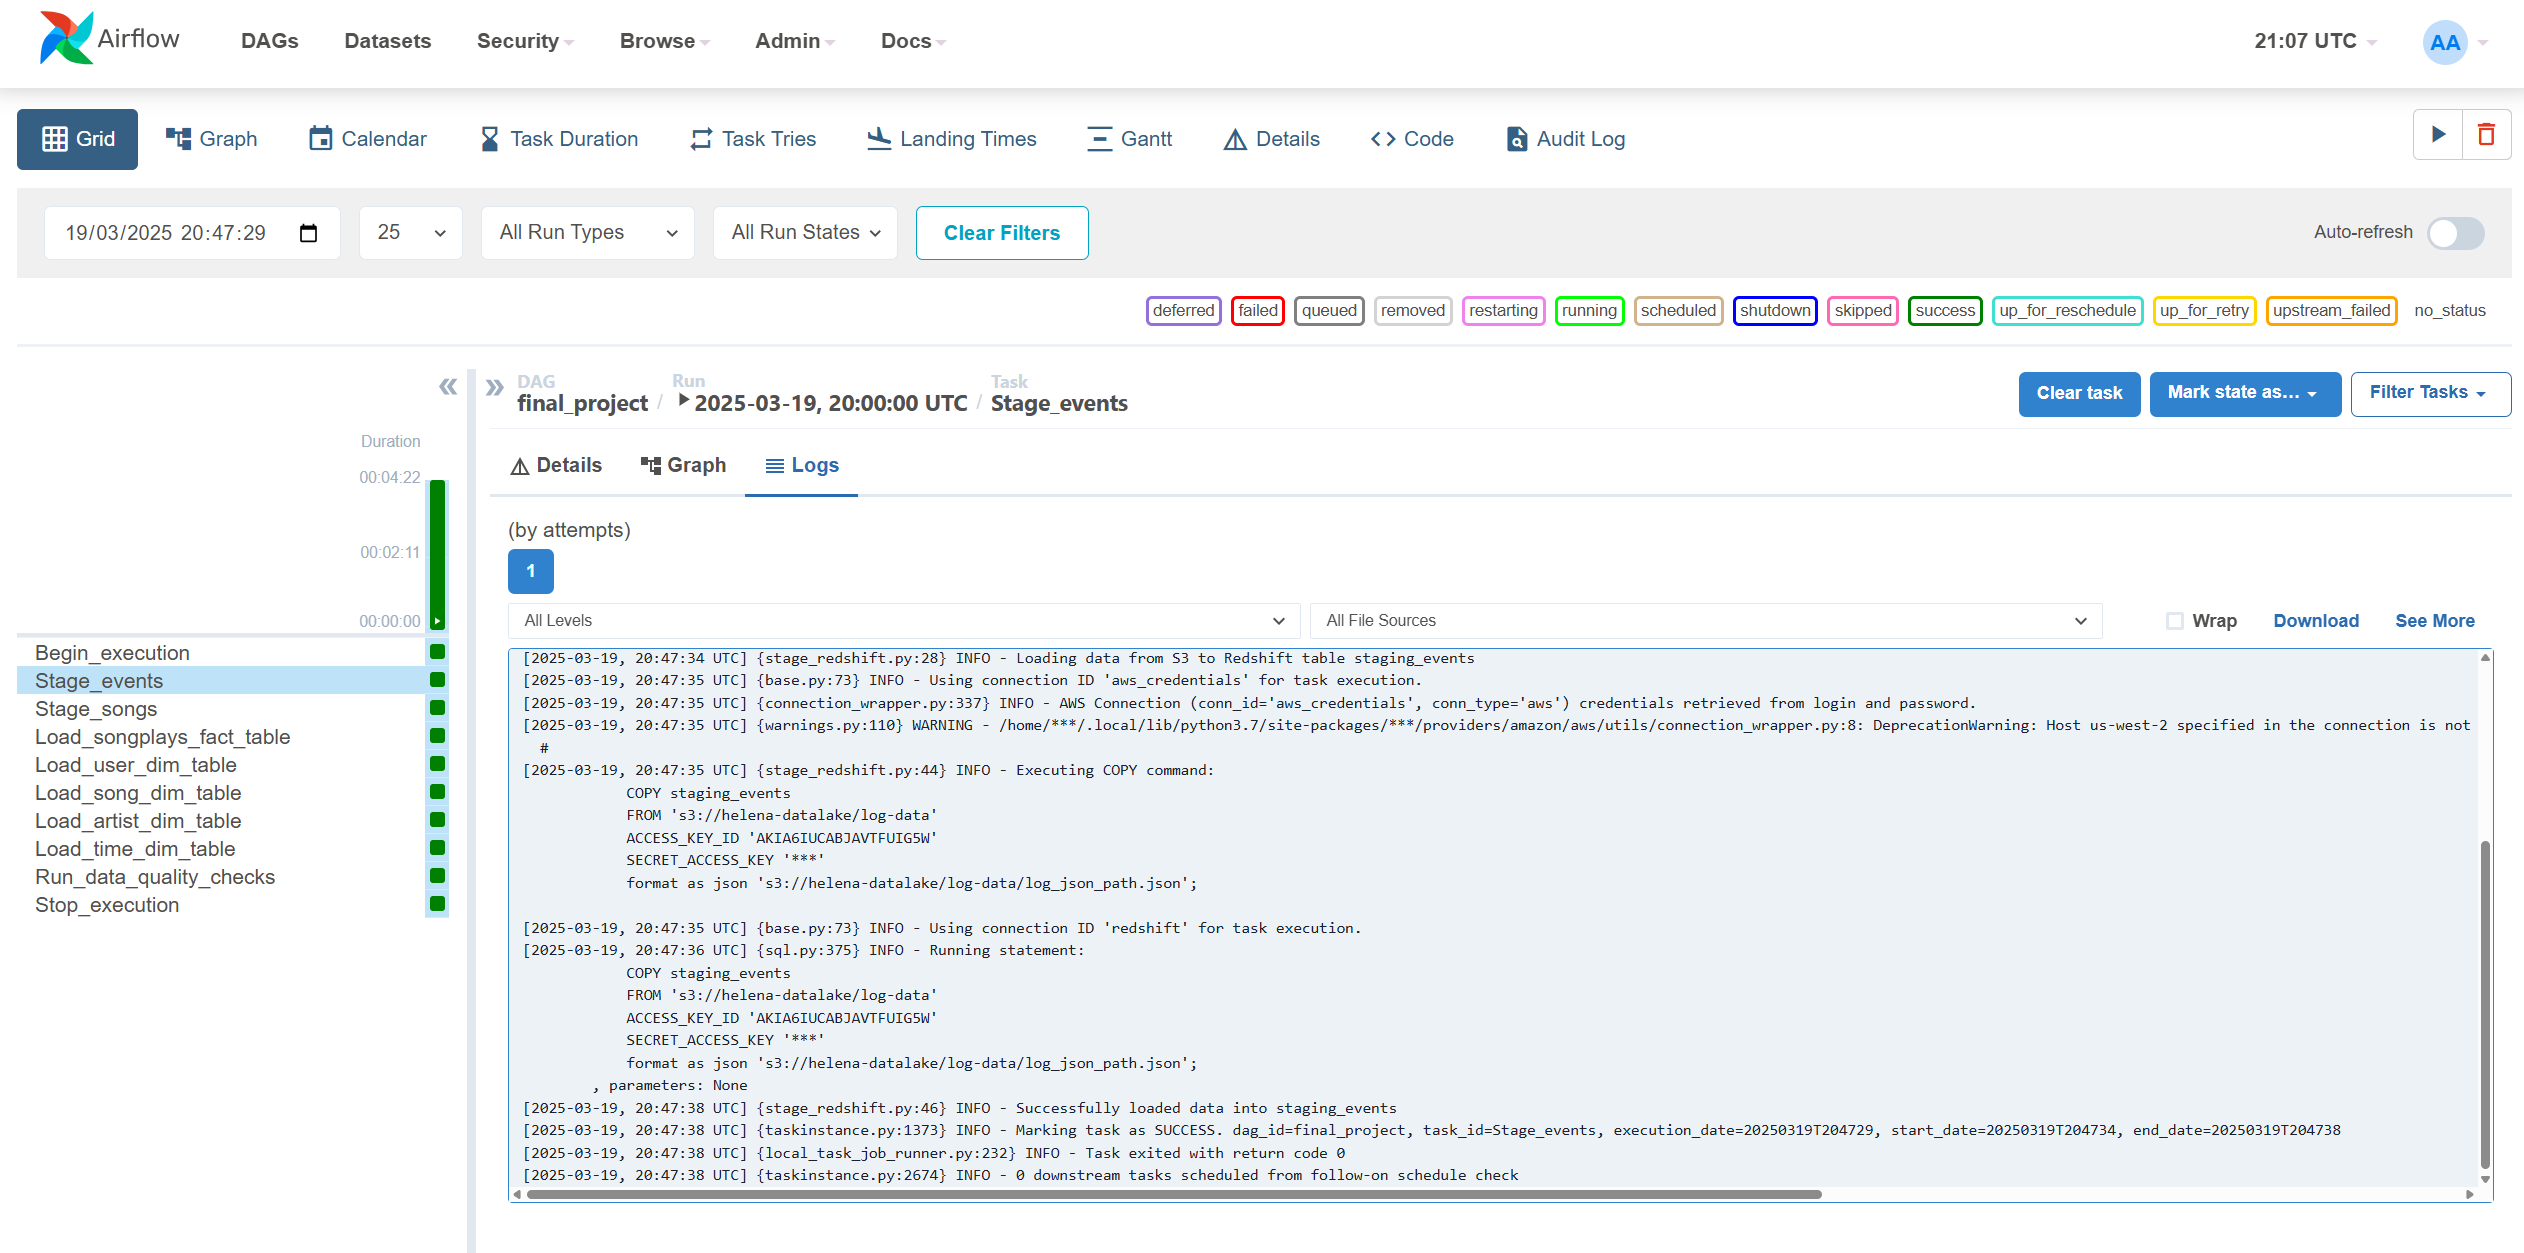 Airflow DAGs Datasets Security Browse Admin Docs 21:07 UTC AA
Grid Graph Calendar Task Duration Task Tries Landing Times Gantt Details Code Audit Log
19/03/2025 20:47:29 25 All Run Types All Run States Clear Filters Auto-refresh
deferred failed queued removed restarting running scheduled shutdown skipped success up_for_reschedule up_for_retry upstream_failed no_status
DAG Run Task
final_project / 2025-03-19, 20:00:00 UTC / Stage_events Clear task Mark state as... Filter Tasks
Duration
00:04:22
00:02:11
00:00:00
Begin_execution
Stage_events
Stage_songs
Load_songplays_fact_table
Load_user_dim_table
Load_song_dim_table
Load_artist_dim_table
Load_time_dim_table
Run_data_quality_checks
Stop_execution
Details Graph Logs
(by attempts)
1
All Levels All File Sources Wrap Download See More
[2025-03-19, 20:47:34 UTC] {stage_redshift.py:28} INFO - Loading data from S3 to Redshift table staging_events
[2025-03-19, 20:47:35 UTC] {base.py:73} INFO - Using connection ID 'aws_credentials' for task execution.
[2025-03-19, 20:47:35 UTC] {connection_wrapper.py:337} INFO - AWS Connection (conn_id='aws_credentials', conn_type='aws') credentials retrieved from login and password.
[2025-03-19, 20:47:35 UTC] {warnings.py:110} WARNING - /home/***/.local/lib/python3.7/site-packages/***/providers/amazon/aws/utils/connection_wrapper.py:8: DeprecationWarning: Host us-west-2 specified in the connection is not
#
[2025-03-19, 20:47:35 UTC] {stage_redshift.py:44} INFO - Executing COPY command:
COPY staging_events
FROM 's3://helena-datalake/log-data'
ACCESS_KEY_ID 'AKIA6IUCABJAVTFUIG5W'
SECRET_ACCESS_KEY '***'
format as json 's3://helena-datalake/log-data/log_json_path.json';
[2025-03-19, 20:47:35 UTC] {base.py:73} INFO - Using connection ID 'redshift' for task execution.
[2025-03-19, 20:47:36 UTC] {sql.py:375} INFO - Running statement:
COPY staging_events
FROM 's3://helena-datalake/log-data'
ACCESS_KEY_ID 'AKIA6IUCABJAVTFUIG5W'
SECRET_ACCESS_KEY '***'
format as json 's3://helena-datalake/log-data/log_json_path.json';
, parameters: None
[2025-03-19, 20:47:38 UTC] {stage_redshift.py:46} INFO - Successfully loaded data into staging_events
[2025-03-19, 20:47:38 UTC] {taskinstance.py:1373} INFO - Marking task as SUCCESS. dag_id=final_project, task_id=Stage_events, execution_date=20250319T204729, start_date=20250319T204734, end_date=20250319T204738
[2025-03-19, 20:47:38 UTC] {local_task_job_runner.py:232} INFO - Task exited with return code 0
[2025-03-19, 20:47:38 UTC] {taskinstance.py:2674} INFO - 0 downstream tasks scheduled from follow-on schedule check